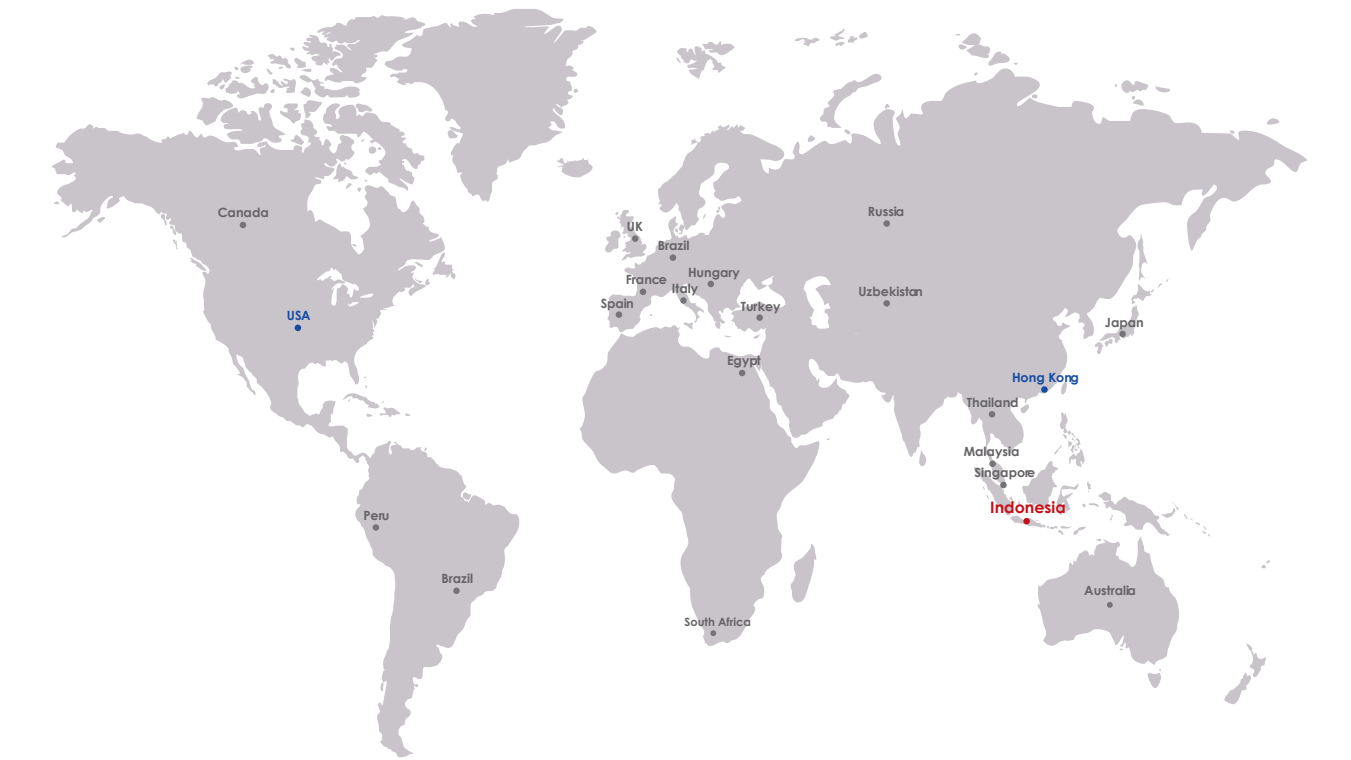 Canada
Russia
UK
Brazil
Hungary
France
Italy
Uzbekistan
Spain
Turkey
USA
Japan
Egypt
Hong Kong
Thailand
Malaysia
Singapore
Indonesia
Peru
Brazil
Australia
South Africa